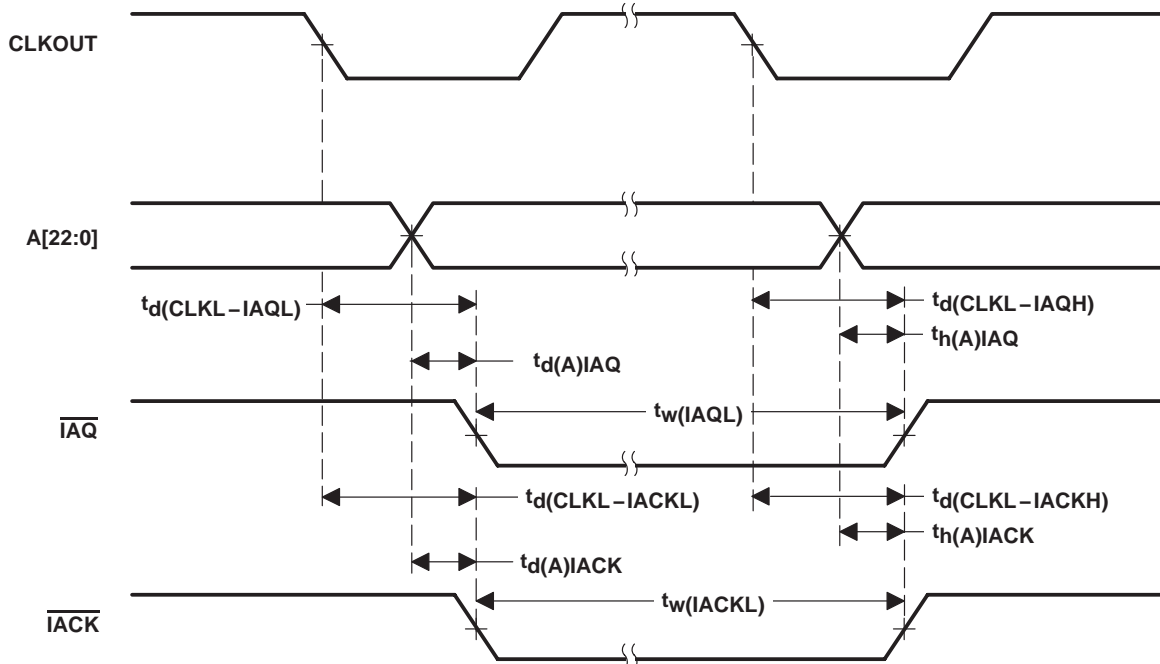 CLKOUT
A[22:0]
td(CLKL–IAQL)
td(CLKL–IAQH)
th(A)IAQ
td(A)IAQ
tw(IAQL)
IAQ
td(CLKL–IACKL)
td(CLKL–IACKH)
th(A)IACK
td(A)IACK
tw(IACKL)
IACK